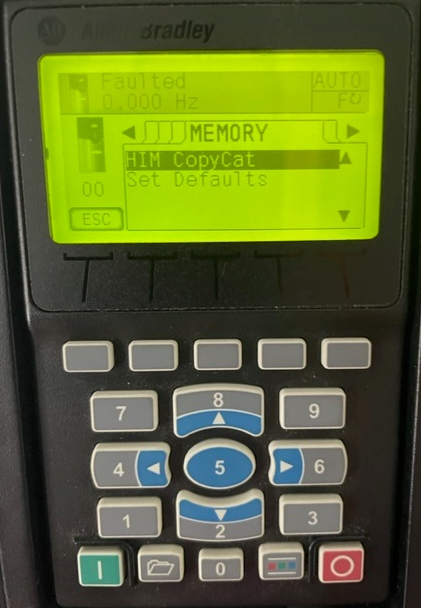 Allen-Bradley
Faulted
AUTO
0.000 Hz
F↻
MEMORY
HIM CopyCat
00
Set Defaults
ESC
7
8
9
4
5
6
1
2
3
I
0